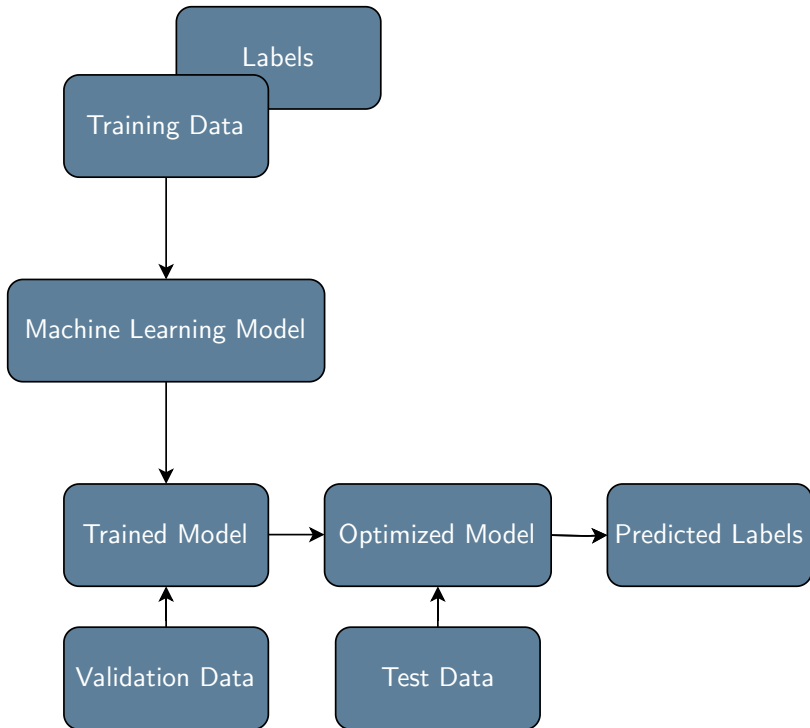 Labels
Training Data
Machine Learning Model
Trained Model
Optimized Model
Predicted Labels
Validation Data
Test Data